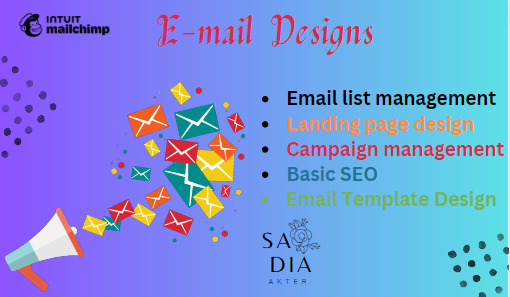 INTUIT
mailchimp
E-mail Designs
• Email list management
• Landing page design
• Campaign management
• Basic SEO
• Email Template Design
SA
DIA
AKTER